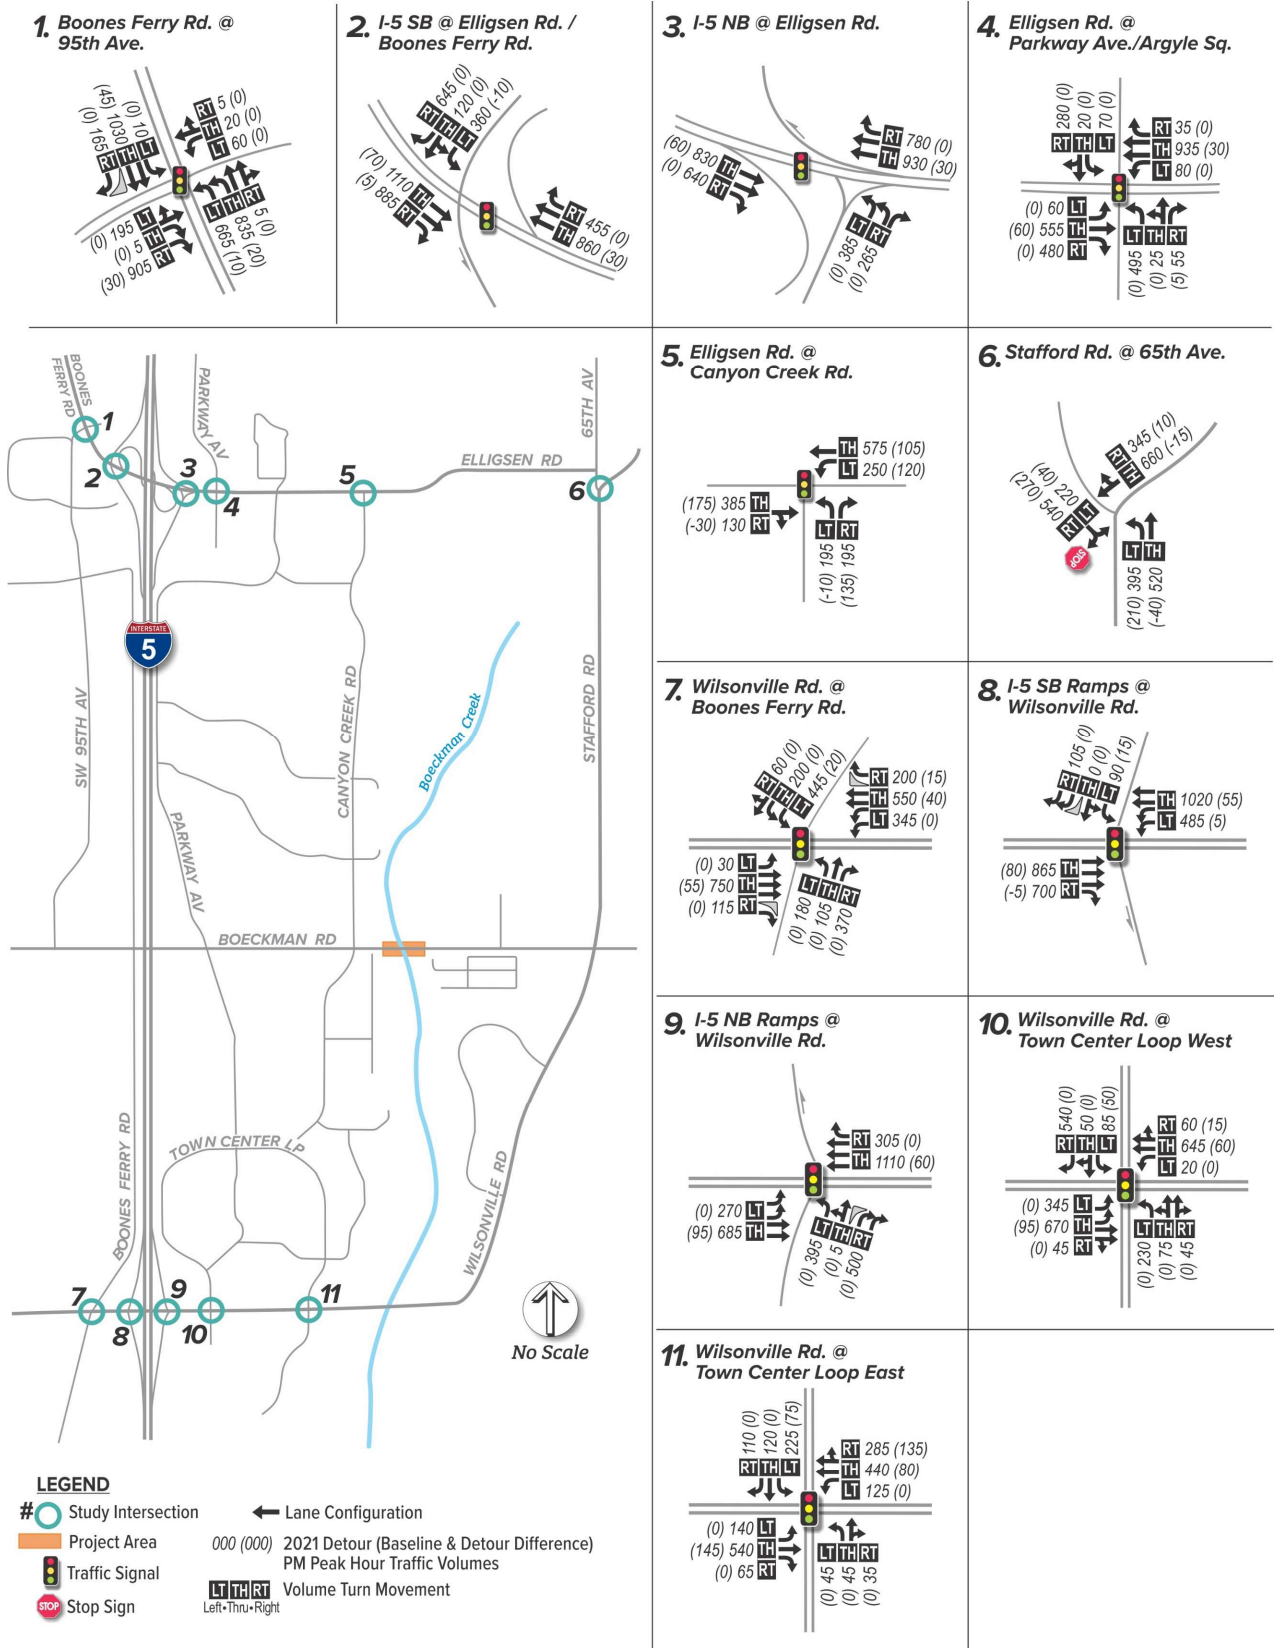 1. Boones Ferry Rd. @
95th Ave.
(0) 165 RT
(45) 1030 TH
(0) 10 LT
RT 5 (0)
TH 20 (0)
LT 60 (0)
(0) 195 LT
(0) 5 TH
(30) 905 RT
LT 665 (10)
TH 835 (20)
RT 5 (0)
2. I-5 SB @ Elligsen Rd. /
Boones Ferry Rd.
RT 645 (0)
TH 120 (0)
LT 360 (-10)
(70) 1110 TH
(5) 885 RT
RT 455 (0)
TH 860 (30)
3. I-5 NB @ Elligsen Rd.
(60) 830 TH
(0) 640 RT
RT 780 (0)
TH 930 (30)
(0) 385 LT
(0) 265 RT
4. Elligsen Rd. @
Parkway Ave./Argyle Sq.
RT 280 (0)
TH 20 (0)
LT 70 (0)
RT 35 (0)
TH 935 (30)
LT 80 (0)
(0) 60 LT
(60) 555 TH
(0) 480 RT
(0) 495 LT
(0) 25 TH
(5) 55 RT
5. Elligsen Rd. @
Canyon Creek Rd.
TH 575 (105)
LT 250 (120)
(175) 385 TH
(-30) 130 RT
(-10) 195 LT
(135) 195 RT
6. Stafford Rd. @ 65th Ave.
RT 345 (10)
TH 660 (-15)
(40) 220 LT
(270) 540 RT
STOP
(210) 395 LT
(-40) 520 TH
7. Wilsonville Rd. @
Boones Ferry Rd.
RT 60 (0)
TH 200 (0)
LT 445 (20)
RT 200 (15)
TH 550 (40)
LT 345 (0)
(0) 30 LT
(55) 750 TH
(0) 115 RT
(0) 180 LT
(0) 105 TH
(0) 370 RT
8. I-5 SB Ramps @
Wilsonville Rd.
RT 105 (0)
TH 0 (0)
LT 90 (15)
TH 1020 (55)
LT 485 (5)
(80) 865 TH
(-5) 700 RT
9. I-5 NB Ramps @
Wilsonville Rd.
RT 305 (0)
TH 1110 (60)
(0) 270 LT
(95) 685 TH
(0) 395 LT
(0) 5 TH
(0) 500 RT
10. Wilsonville Rd. @
Town Center Loop West
RT 540 (0)
TH 50 (0)
LT 85 (50)
RT 60 (15)
TH 645 (60)
LT 20 (0)
(0) 345 LT
(95) 670 TH
(0) 45 RT
(0) 230 LT
(0) 75 TH
(0) 45 RT
11. Wilsonville Rd. @
Town Center Loop East
RT 110 (0)
TH 120 (0)
LT 225 (75)
RT 285 (135)
TH 440 (80)
LT 125 (0)
(0) 140 LT
(145) 540 TH
(0) 65 RT
(0) 45 LT
(0) 45 TH
(0) 35 RT
BOONES
FERRY RD
PARKWAY AV
65TH AV
ELLIGSEN RD
1
2
3
4
5
6
INTERSTATE
5
SW 95TH AV
CANYON CREEK RD
Boeckman Creek
STAFFORD RD
PARKWAY AV
BOECKMAN RD
BOONES FERRY RD
TOWN CENTER LP
WILSONVILLE RD
7
8
9
10
11
No Scale
LEGEND
# Study Intersection
Project Area
Traffic Signal
STOP Stop Sign
Lane Configuration
000 (000) 2021 Detour (Baseline & Detour Difference)
PM Peak Hour Traffic Volumes
LT TH RT Volume Turn Movement
Left•Thru•Right